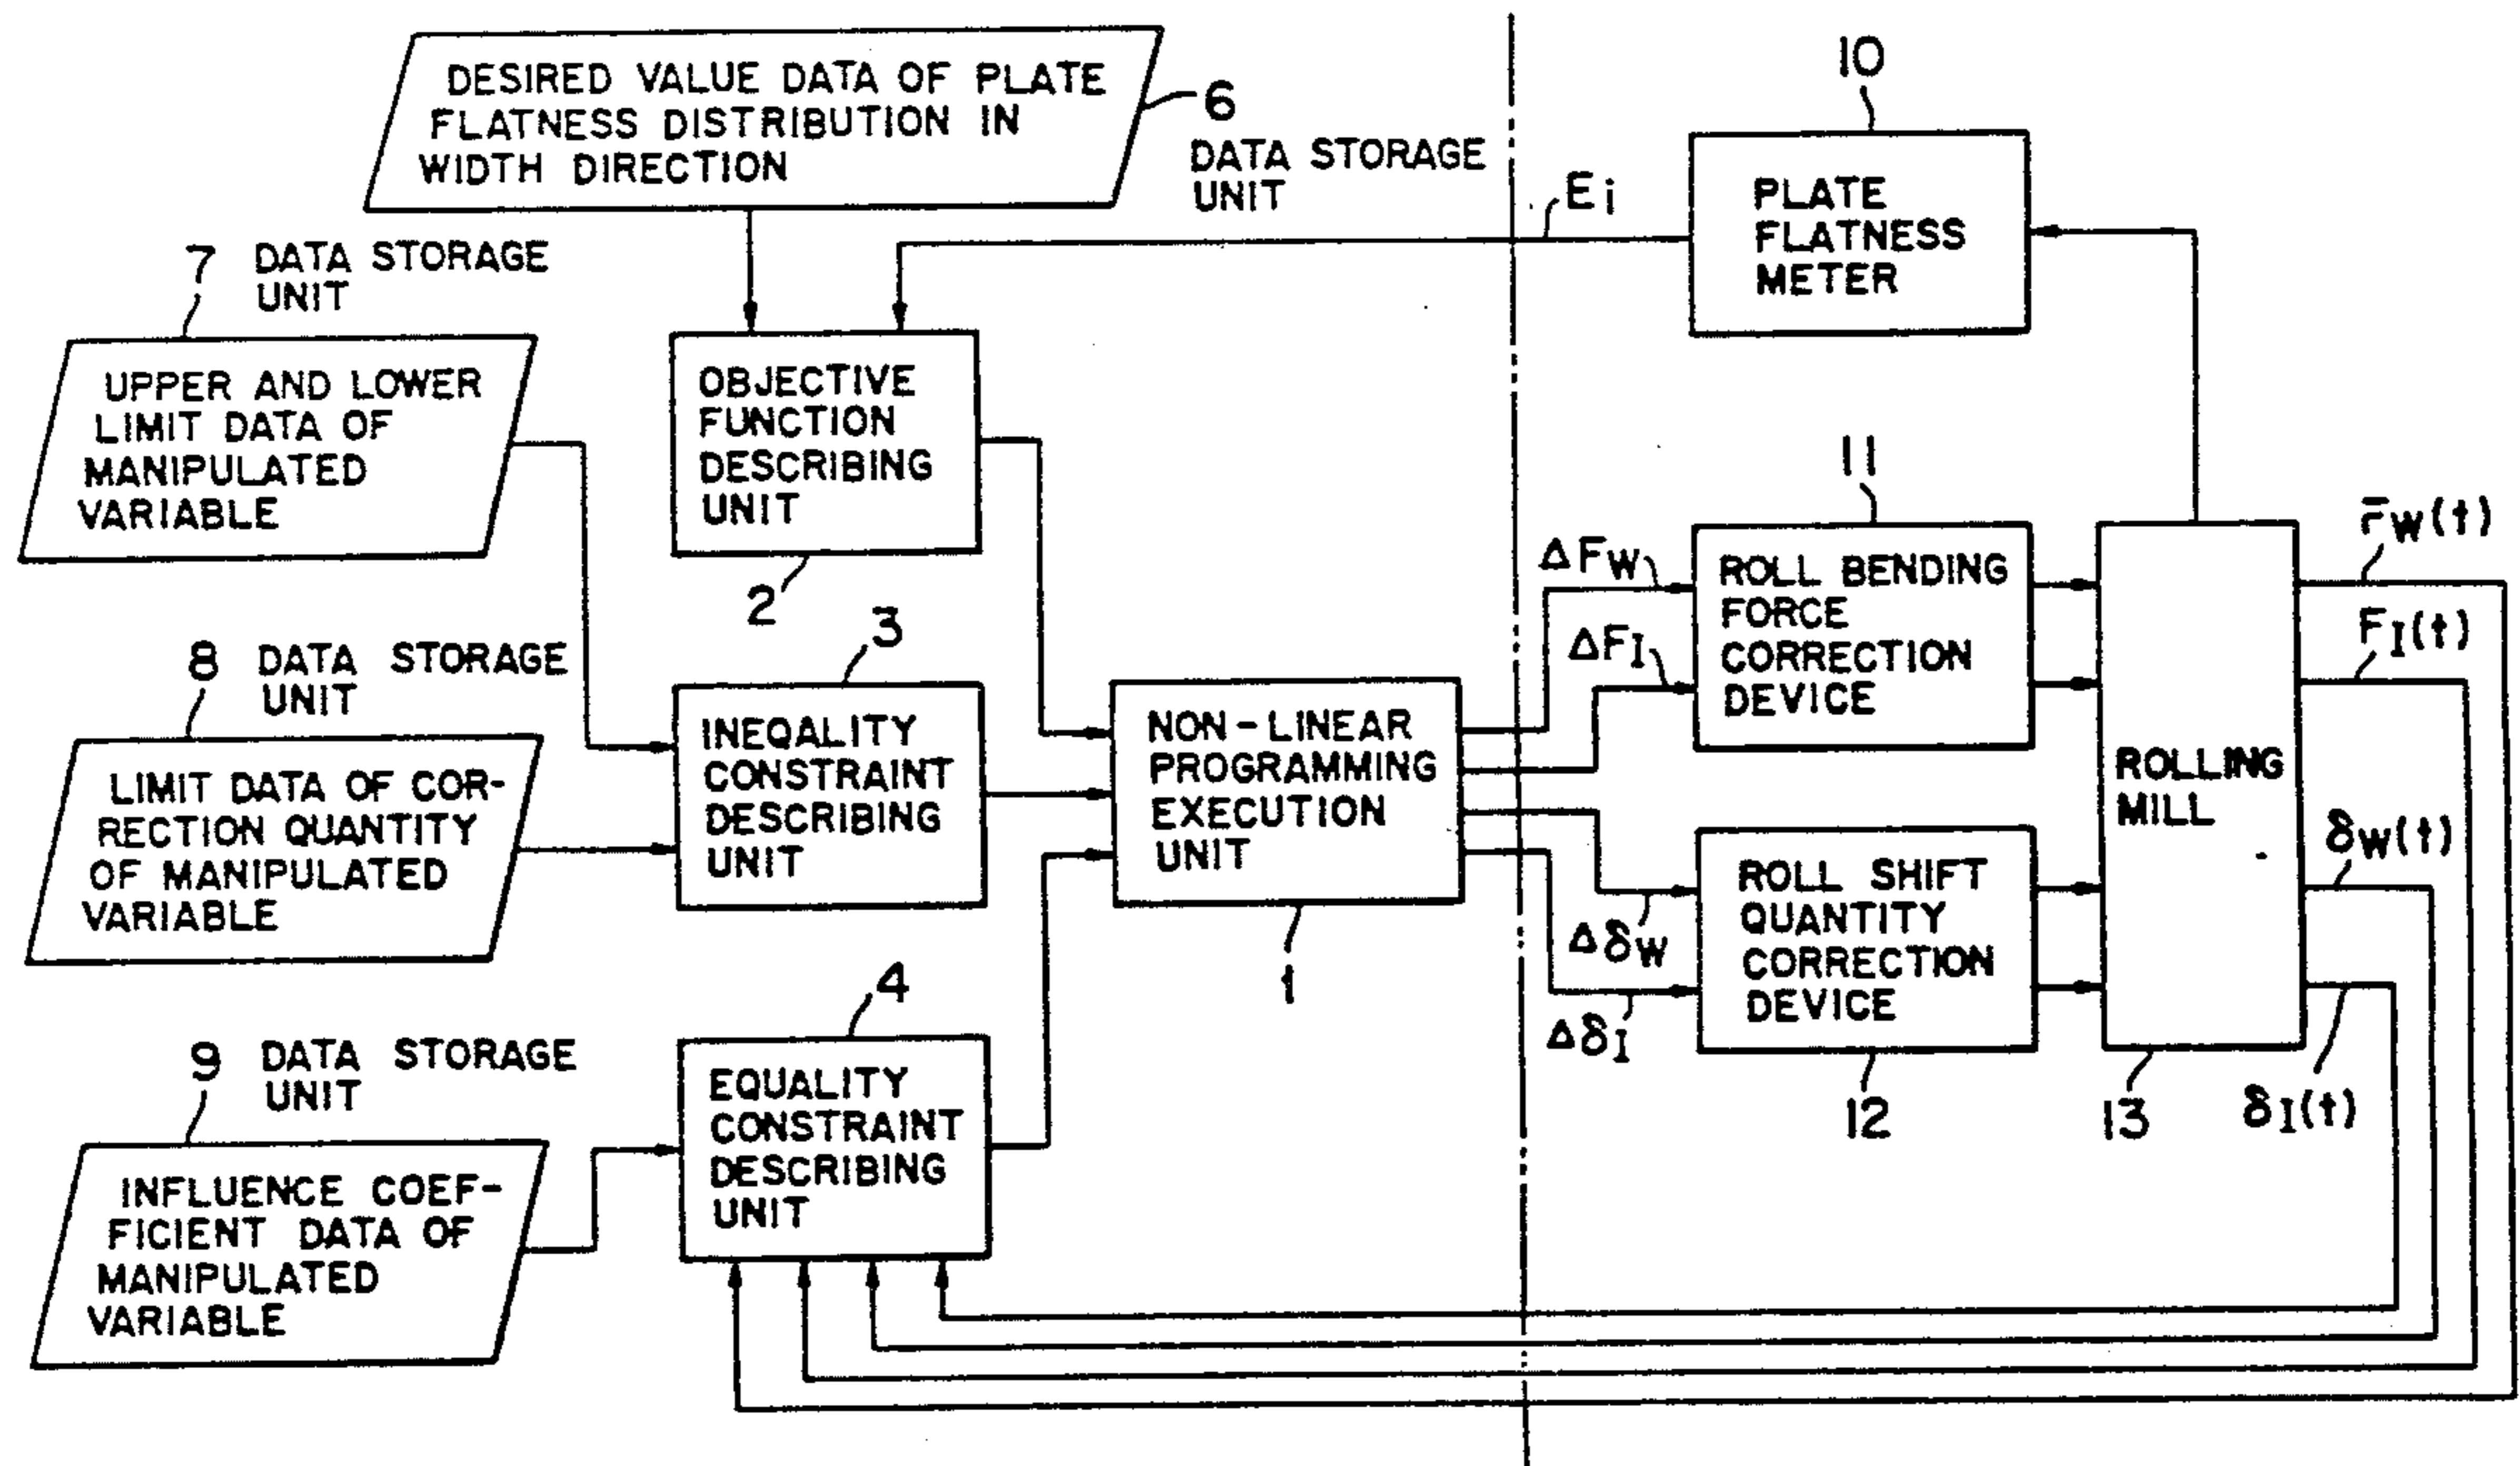 DESIRED VALUE DATA OF PLATE
FLATNESS DISTRIBUTION IN
WIDTH DIRECTION
6
DATA STORAGE
UNIT
7 DATA STORAGE
UNIT
UPPER AND LOWER
LIMIT DATA OF
MANIPULATED
VARIABLE
8 DATA STORAGE
UNIT
LIMIT DATA OF COR-
RECTION QUANTITY
OF MANIPULATED
VARIABLE
9 DATA STORAGE
UNIT
INFLUENCE COEF-
FICIENT DATA OF
MANIPULATED
VARIABLE
OBJECTIVE
FUNCTION
DESCRIBING
UNIT
2
3
INEQALITY
CONSTRAINT
DESCRIBING
UNIT
4
EQUALITY
CONSTRAINT
DESCRIBING
UNIT
NON-LINEAR
PROGRAMMING
EXECUTION
UNIT
1
Ei
10
PLATE
FLATNESS
METER
11
ROLL BENDING
FORCE
CORRECTION
DEVICE
ΔFW
ΔFI
ΔδW
ΔδI
ROLL SHIFT
QUANTITY
CORRECTION
DEVICE
12
ROLLING
MILL
13
FW(t)
FI(t)
δW(t)
δI(t)